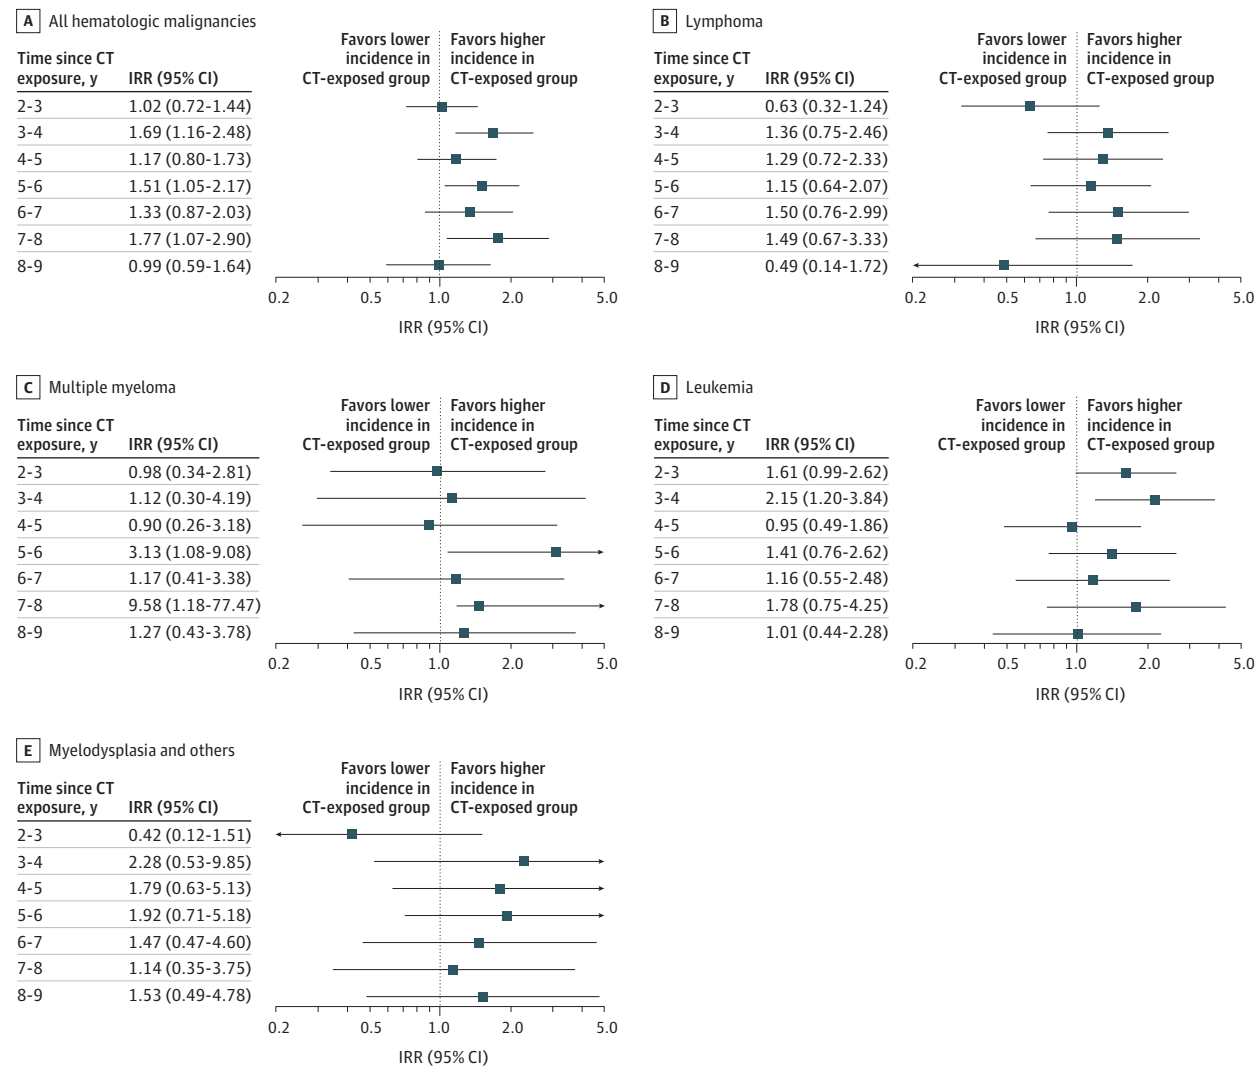 A All hematologic malignancies
Time since CT exposure, y IRR (95% CI)
Favors lower incidence in CT-exposed group
Favors higher incidence in CT-exposed group
2-3 1.02 (0.72-1.44)
3-4 1.69 (1.16-2.48)
4-5 1.17 (0.80-1.73)
5-6 1.51 (1.05-2.17)
6-7 1.33 (0.87-2.03)
7-8 1.77 (1.07-2.90)
8-9 0.99 (0.59-1.64)
0.2 0.5 1.0 2.0 5.0
IRR (95% CI)
B Lymphoma
Time since CT exposure, y IRR (95% CI)
Favors lower incidence in CT-exposed group
Favors higher incidence in CT-exposed group
2-3 0.63 (0.32-1.24)
3-4 1.36 (0.75-2.46)
4-5 1.29 (0.72-2.33)
5-6 1.15 (0.64-2.07)
6-7 1.50 (0.76-2.99)
7-8 1.49 (0.67-3.33)
8-9 0.49 (0.14-1.72)
0.2 0.5 1.0 2.0 5.0
IRR (95% CI)
C Multiple myeloma
Time since CT exposure, y IRR (95% CI)
Favors lower incidence in CT-exposed group
Favors higher incidence in CT-exposed group
2-3 0.98 (0.34-2.81)
3-4 1.12 (0.30-4.19)
4-5 0.90 (0.26-3.18)
5-6 3.13 (1.08-9.08)
6-7 1.17 (0.41-3.38)
7-8 9.58 (1.18-77.47)
8-9 1.27 (0.43-3.78)
0.2 0.5 1.0 2.0 5.0
IRR (95% CI)
D Leukemia
Time since CT exposure, y IRR (95% CI)
Favors lower incidence in CT-exposed group
Favors higher incidence in CT-exposed group
2-3 1.61 (0.99-2.62)
3-4 2.15 (1.20-3.84)
4-5 0.95 (0.49-1.86)
5-6 1.41 (0.76-2.62)
6-7 1.16 (0.55-2.48)
7-8 1.78 (0.75-4.25)
8-9 1.01 (0.44-2.28)
0.2 0.5 1.0 2.0 5.0
IRR (95% CI)
E Myelodysplasia and others
Time since CT exposure, y IRR (95% CI)
Favors lower incidence in CT-exposed group
Favors higher incidence in CT-exposed group
2-3 0.42 (0.12-1.51)
3-4 2.28 (0.53-9.85)
4-5 1.79 (0.63-5.13)
5-6 1.92 (0.71-5.18)
6-7 1.47 (0.47-4.60)
7-8 1.14 (0.35-3.75)
8-9 1.53 (0.49-4.78)
0.2 0.5 1.0 2.0 5.0
IRR (95% CI)